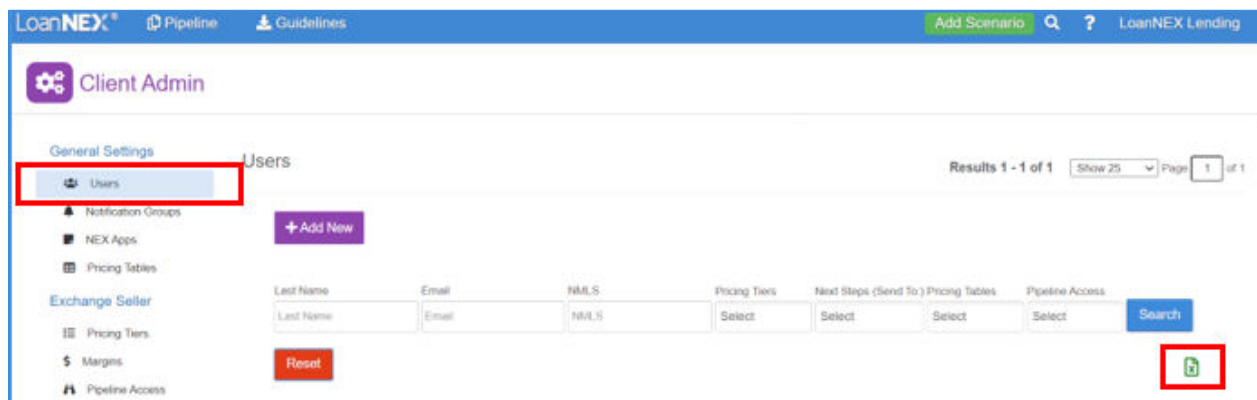 LoanNEX® Pipeline Guidelines Add Scenario ? LoanNEX Lending
Client Admin
General Settings
Users
Notification Groups
NEX Apps
Pricing Tables
Exchange Seller
Pricing Tiers
$ Margins
Pipeline Access
Users
Results 1 - 1 of 1 Show 25 Page 1 of 1
+ Add New
Last Name Email NMLS Pricing Tiers Next Steps (Send To:) Pricing Tables Pipeline Access
Last Name Email NMLS Select Select Select Select Search
Reset